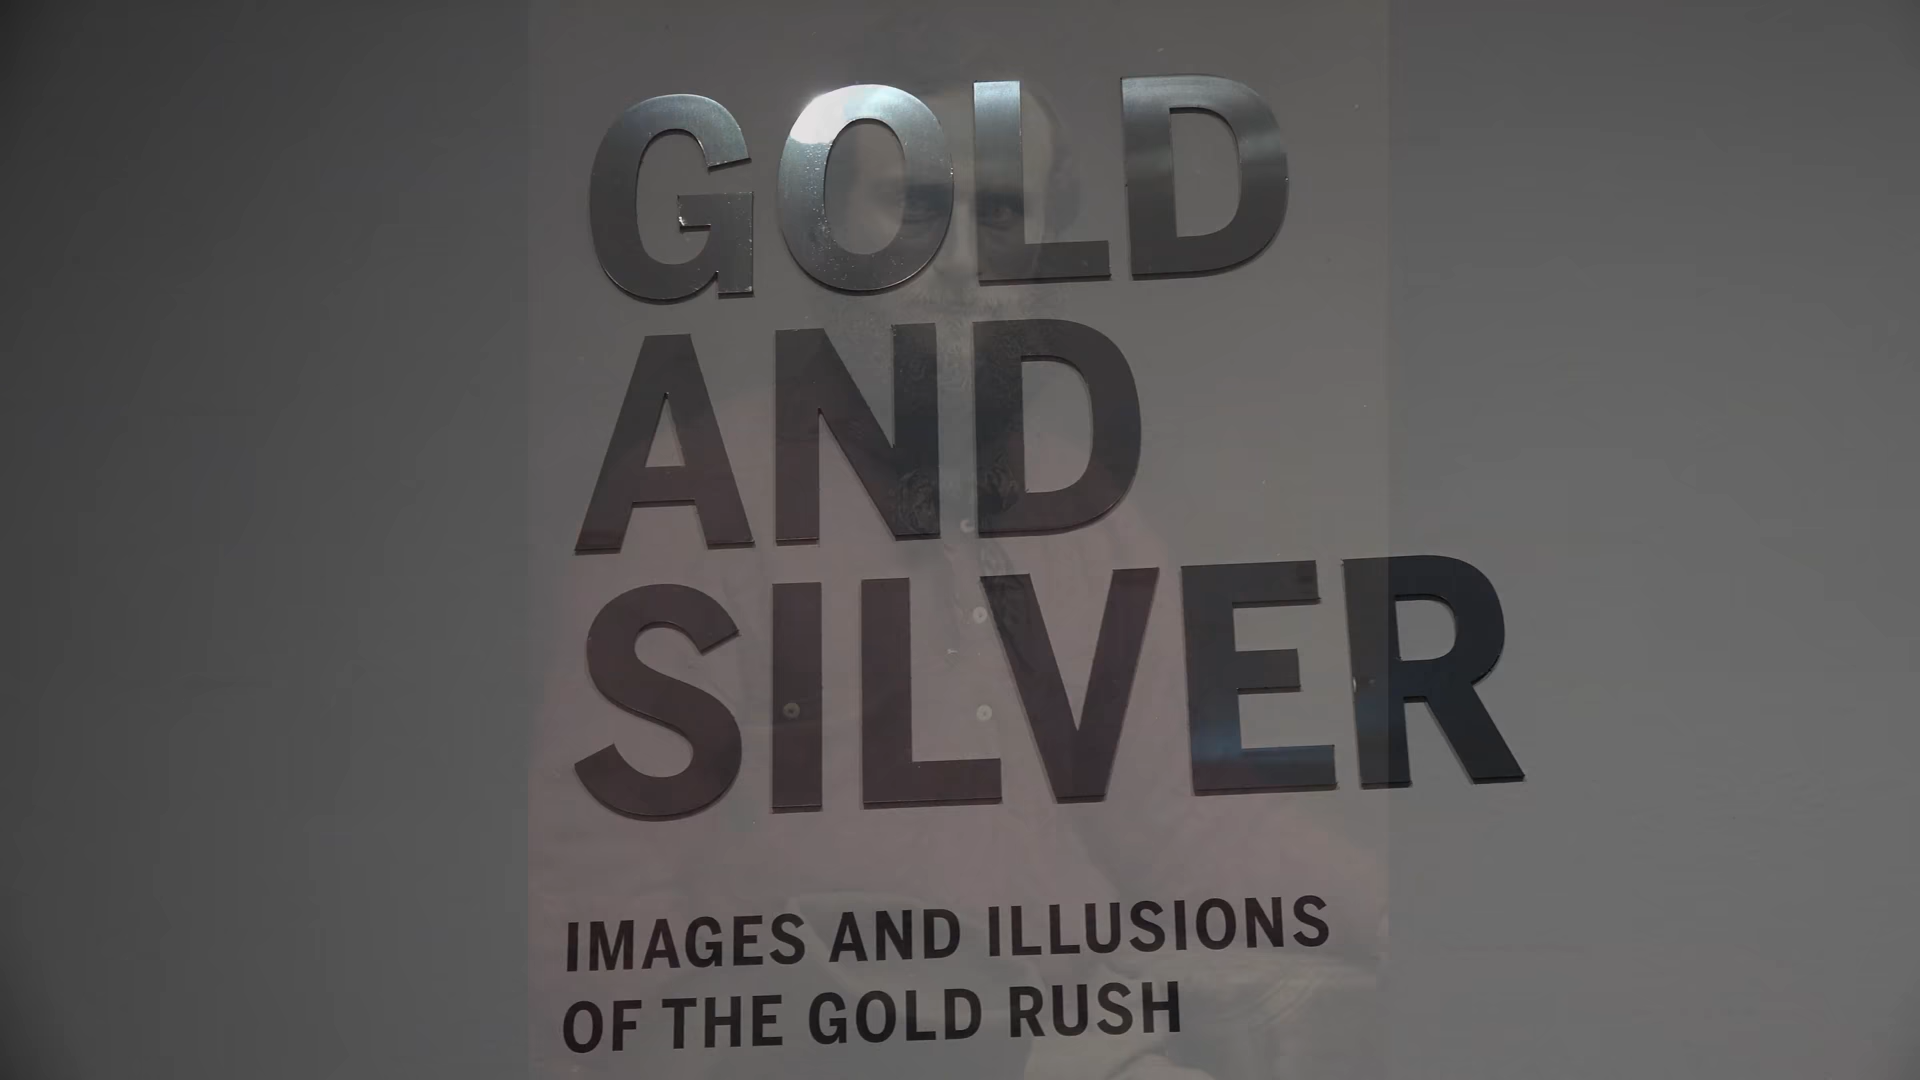 GOLD
AND
SILVER
IMAGES AND ILLUSIONS
OF THE GOLD RUSH